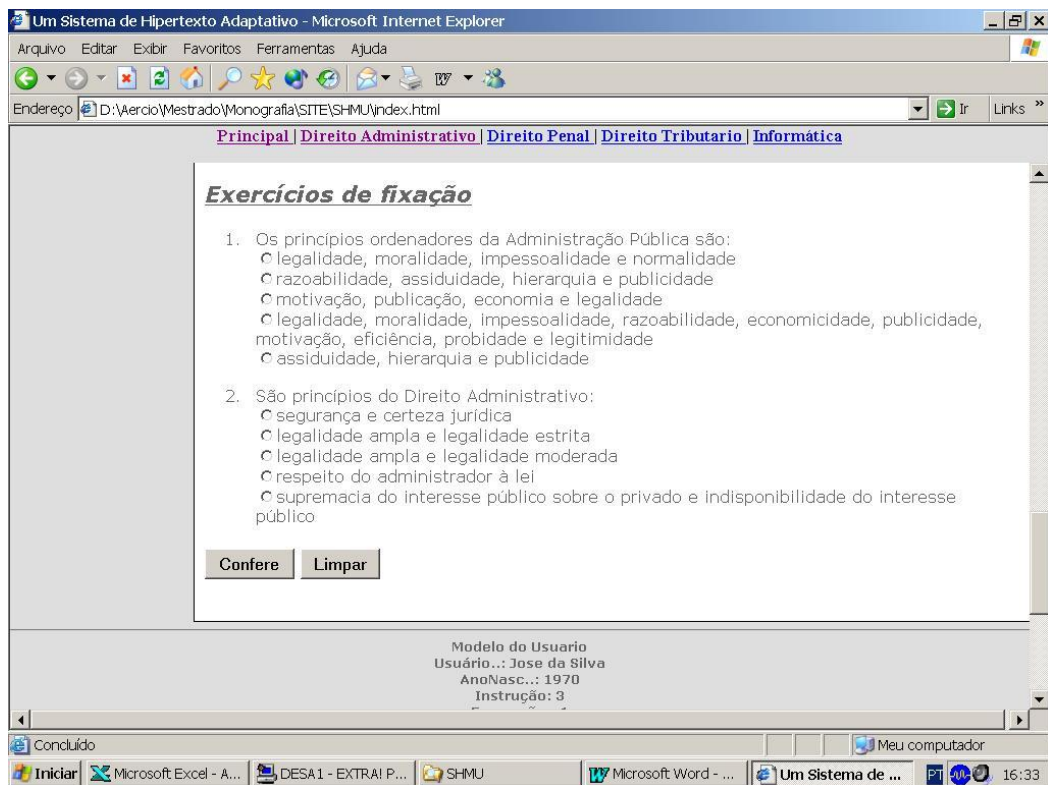 Um Sistema de Hipertexto Adaptativo - Microsoft Internet Explorer
Arquivo Editar Exibir Favoritos Ferramentas Ajuda
Endereço D:\Aercio\Mestrado\Monografia\SITE\SHMU\index.html Ir Links »
Principal | Direito Administrativo | Direito Penal | Direito Tributario | Informática
Exercícios de fixação
1. Os princípios ordenadores da Administração Pública são:
legalidade, moralidade, impessoalidade e normalidade
razoabilidade, assiduidade, hierarquia e publicidade
motivação, publicação, economia e legalidade
legalidade, moralidade, impessoalidade, razoabilidade, economicidade, publicidade,
motivação, eficiência, probidade e legitimidade
assiduidade, hierarquia e publicidade
2. São princípios do Direito Administrativo:
segurança e certeza jurídica
legalidade ampla e legalidade estrita
legalidade ampla e legalidade moderada
respeito do administrador à lei
supremacia do interesse público sobre o privado e indisponibilidade do interesse
público
Confere Limpar
Modelo do Usuario
Usuário..: Jose da Silva
AnoNasc..: 1970
Instrução: 3
Concluído Meu computador
Iniciar Microsoft Excel - A... DESA1 - EXTRA! P... SHMU Microsoft Word - ... Um Sistema de ... PT 16:33